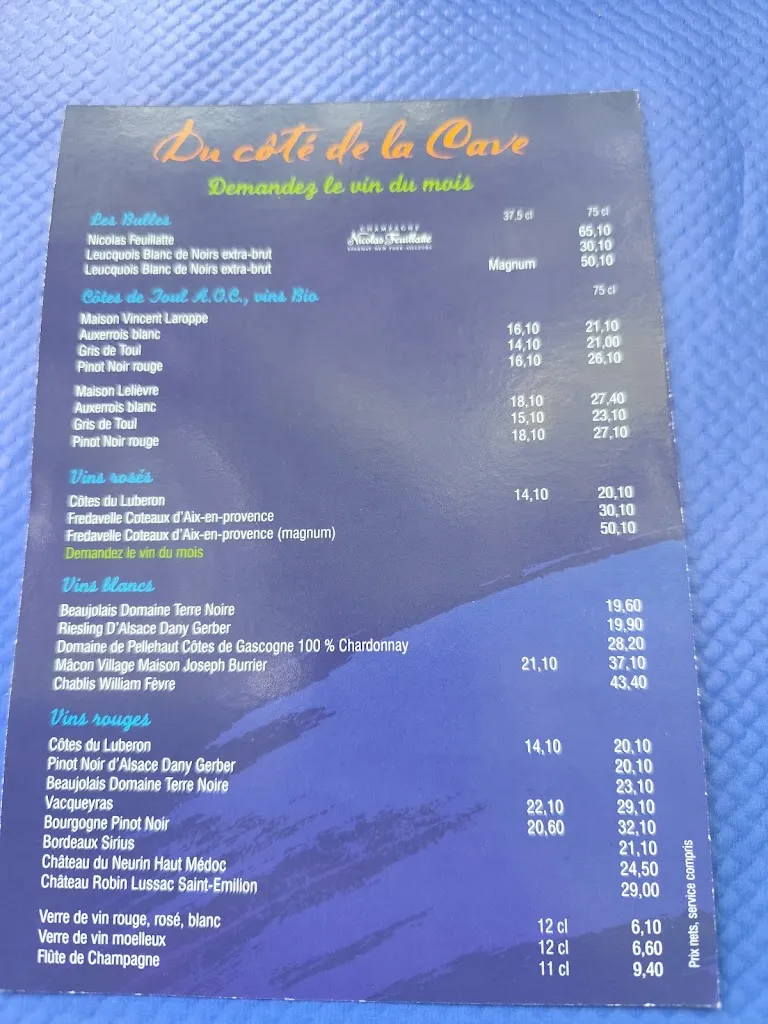 Du côté de la Cave
Demandez le vin du mois
Les Bulles 37,5 cl 75 cl
Nicolas Feuillatte CHAMPAGNE Nicolas Feuillatte 65,10
Leucquois Blanc de Noirs extra-brut 30,10
Leucquois Blanc de Noirs extra-brut Magnum 50,10
Côtes de Toul A.O.C., vins Bio 75 cl
Maison Vincent Laroppe
Auxerrois blanc 16,10 21,10
Gris de Toul 14,10 21,00
Pinot Noir rouge 16,10 26,10
Maison Lelièvre
Auxerrois blanc 18,10 27,40
Gris de Toul 15,10 23,10
Pinot Noir rouge 18,10 27,10
Vins rosés
Côtes du Luberon 14,10 20,10
Fredavelle Coteaux d'Aix-en-provence 30,10
Fredavelle Coteaux d'Aix-en-provence (magnum) 50,10
Demandez le vin du mois
Vins blancs
Beaujolais Domaine Terre Noire 19,60
Riesling D'Alsace Dany Gerber 19,90
Domaine de Pellehaut Côtes de Gascogne 100 % Chardonnay 28,20
Mâcon Village Maison Joseph Burrier 21,10 37,10
Chablis William Fèvre 43,40
Vins rouges
Côtes du Luberon 14,10 20,10
Pinot Noir d'Alsace Dany Gerber 20,10
Beaujolais Domaine Terre Noire 23,10
Vacqueyras 22,10 29,10
Bourgogne Pinot Noir 20,60 32,10
Bordeaux Sirius 21,10
Château du Neurin Haut Médoc 24,50
Château Robin Lussac Saint-Emilion 29,00
Verre de vin rouge, rosé, blanc 12 cl 6,10
Verre de vin moelleux 12 cl 6,60
Flûte de Champagne 11 cl 9,40
Prix nets, service compris